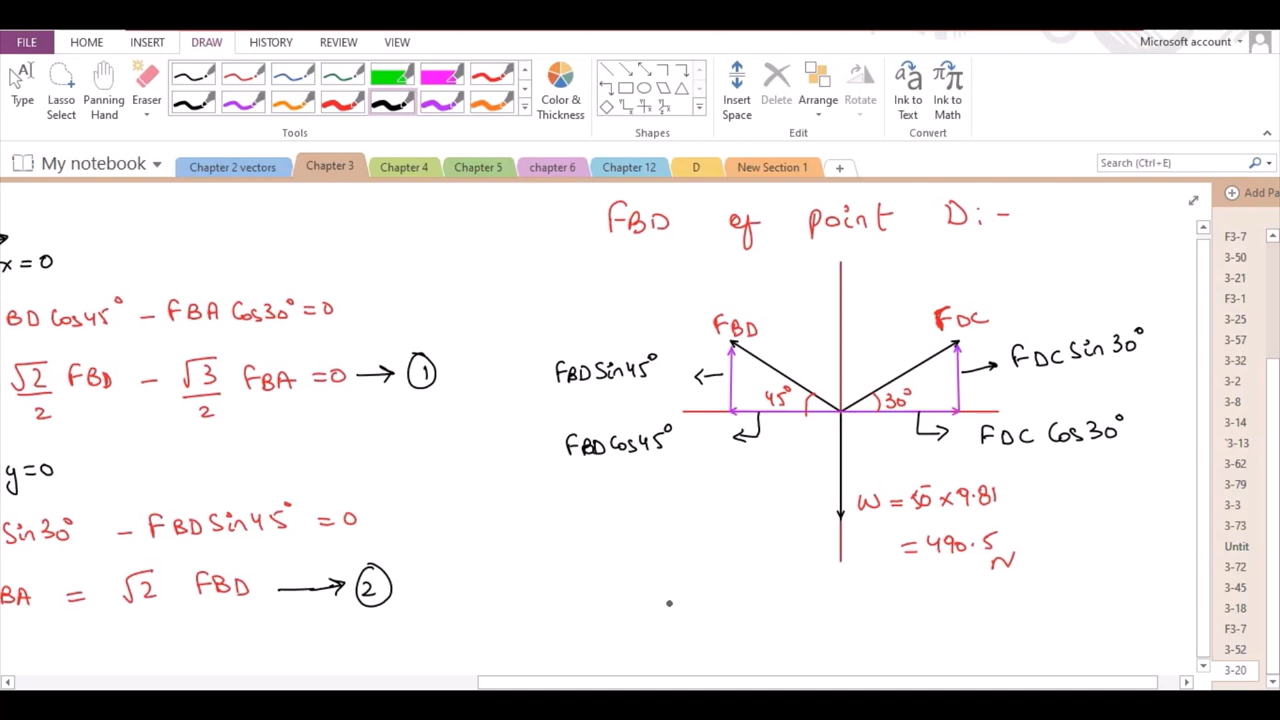 FILE HOME INSERT DRAW HISTORY REVIEW VIEW Microsoft account
Type Lasso Select Panning Hand Eraser Color & Thickness Insert Space Delete Arrange Rotate Ink to Text Ink to Math
Tools Shapes Edit Convert
My notebook Chapter 2 vectors Chapter 3 Chapter 4 Chapter 5 chapter 6 Chapter 12 D New Section 1 Search (Ctrl+E)
Add Pa
FBD of point D:-
x = 0
BD Cos45° - FBA Cos30° = 0
√2/2 FBD - √3/2 FBA = 0 → 1
y = 0
Sin30° - FBD Sin45° = 0
BA = √2 FBD → 2
FBD
FDC
FBD Sin45°
FDC Sin 30°
45°
30°
FBD Cos45°
FDC Cos30°
W = 50 × 9.81
= 490.5
N
F3-7
3-50
3-21
F3-1
3-25
3-57
3-32
3-2
3-8
3-14
'3-13
3-62
3-79
3-3
3-73
Untit
3-72
3-45
3-18
F3-7
3-52
3-20